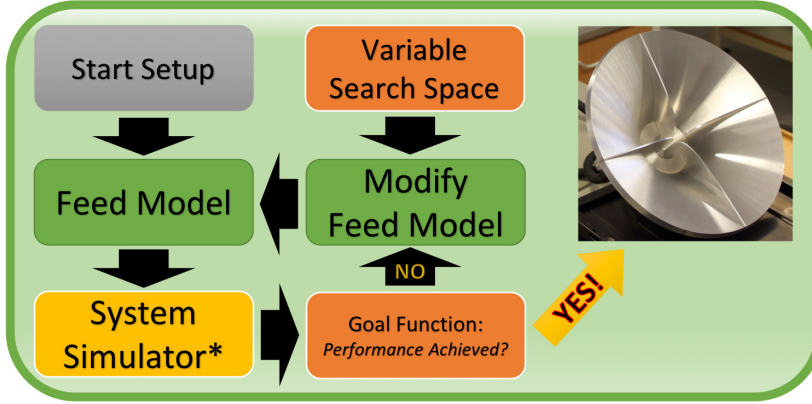 Start Setup
Variable
Search Space
Feed Model
Modify
Feed Model
NO
System
Simulator*
Goal Function:
Performance Achieved?
YES!